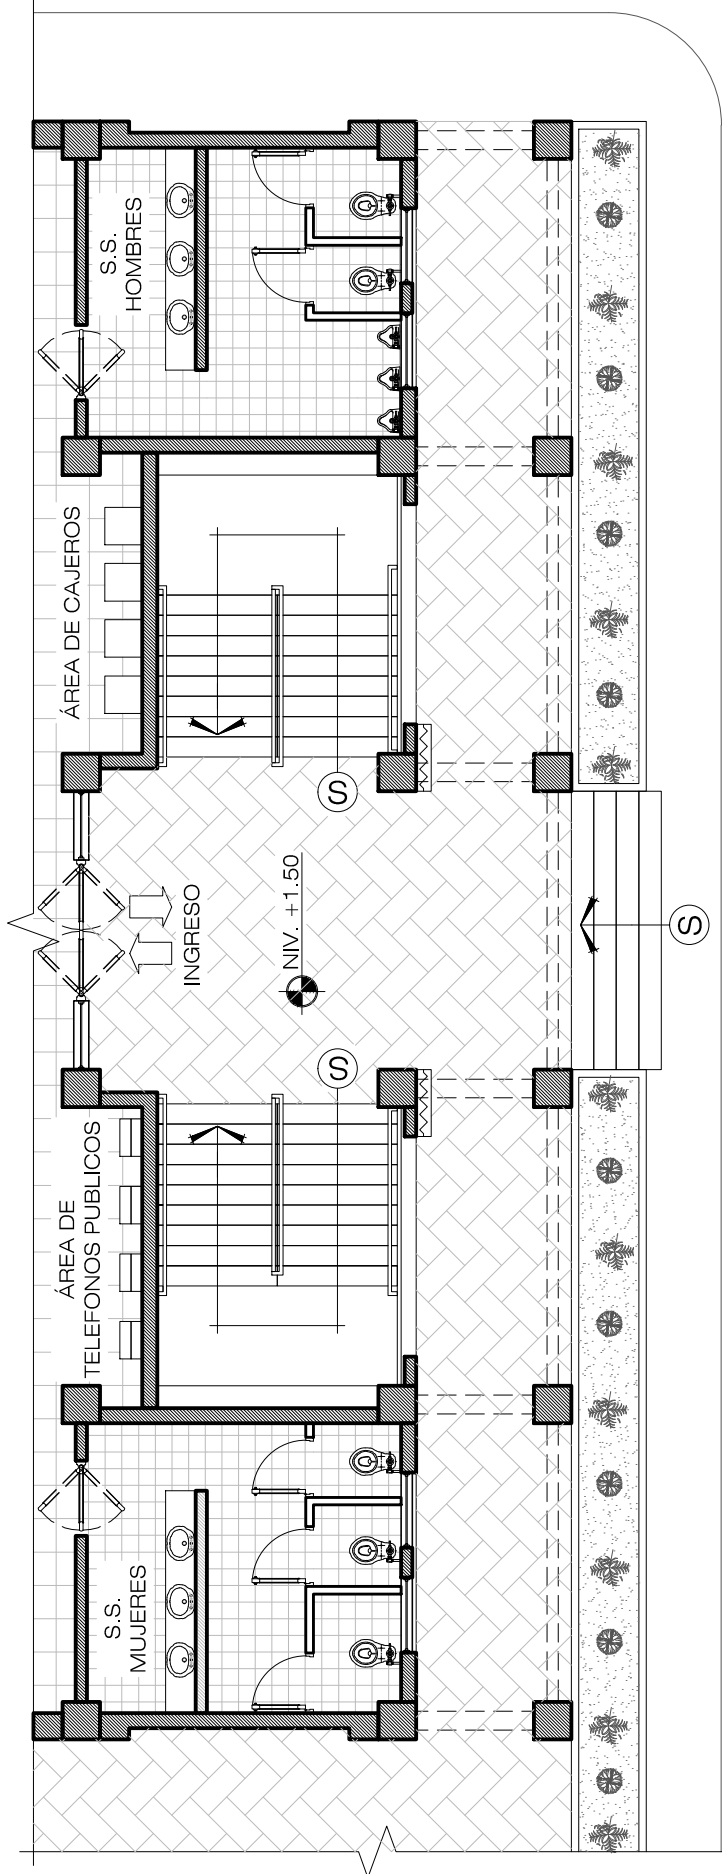 S.S.
HOMBRES
ÁREA DE CAJEROS
S
INGRESO
NIV. +1.50
S
S
ÁREA DE
TELEFONOS PUBLICOS
S.S.
MUJERES